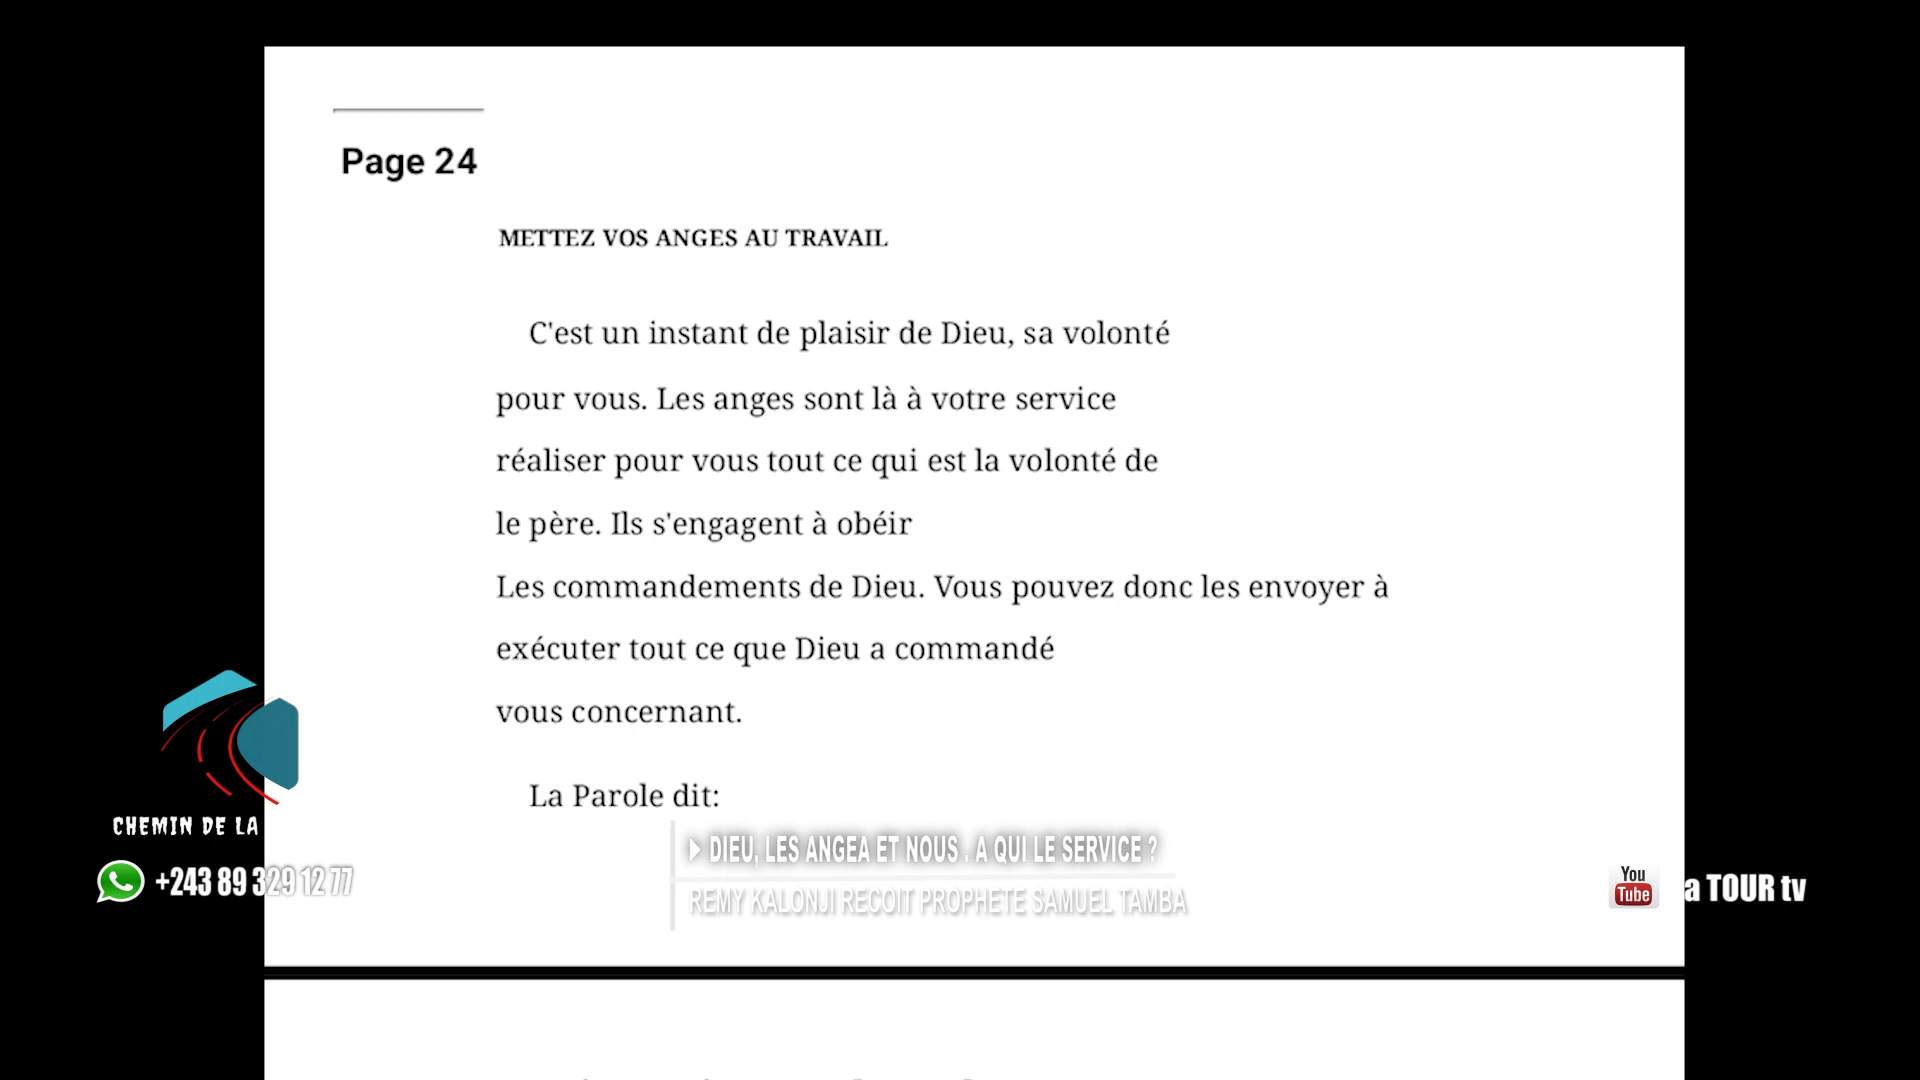 Page 24
METTEZ VOS ANGES AU TRAVAIL
C'est un instant de plaisir de Dieu, sa volonté
pour vous. Les anges sont là à votre service
réaliser pour vous tout ce qui est la volonté de
le père. Ils s'engagent à obéir
Les commandements de Dieu. Vous pouvez donc les envoyer à
exécuter tout ce que Dieu a commandé
vous concernant.
La Parole dit:
CHEMIN DE LA
+243 89 329 12 77
DIEU, LES ANGEA ET NOUS . A QUI LE SERVICE ?
REMY KALONJI RECOIT PROPHETE SAMUEL TAMBA
You Tube
a TOUR tv